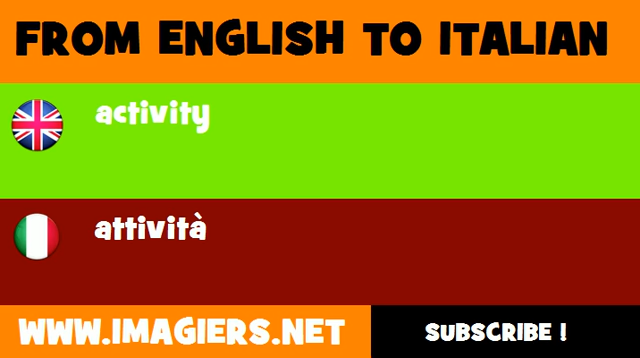 FROM ENGLISH TO ITALIAN
activity
attività
WWW.IMAGIERS.NET
SUBSCRIBE !